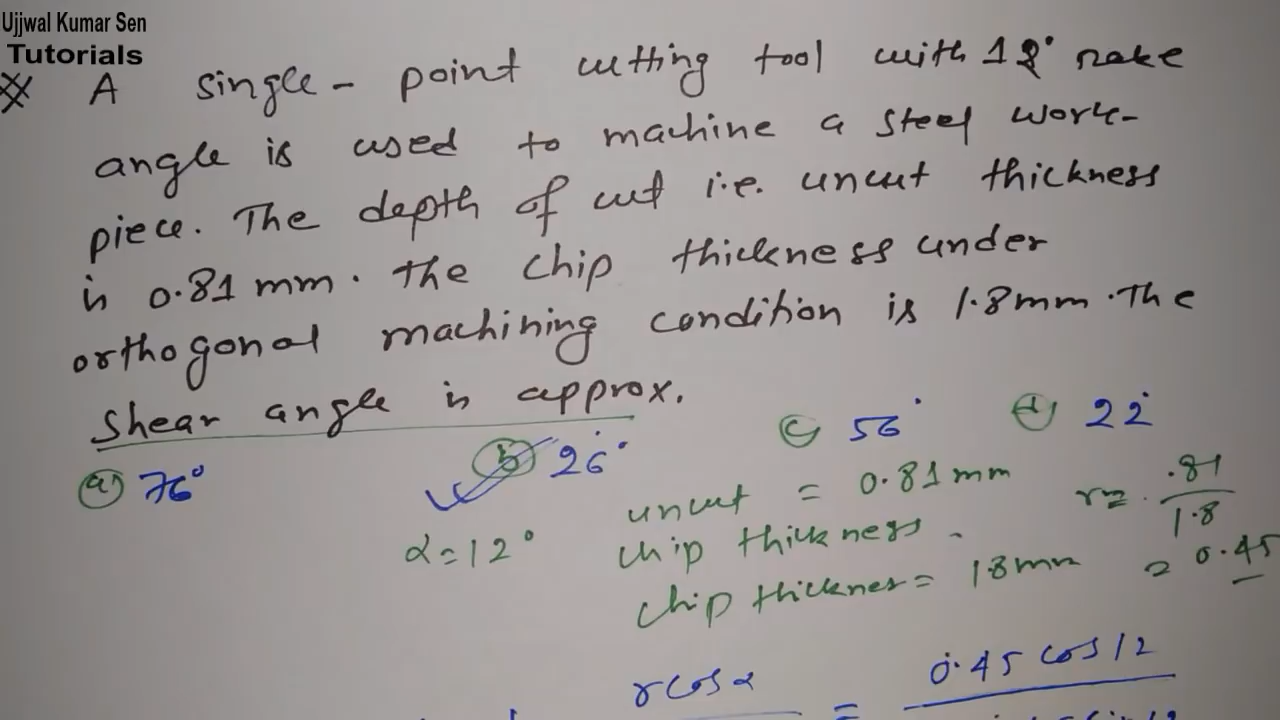 Ujjwal Kumar Sen
Tutorials
A single-point cutting tool with 12° rake
angle is used to machine a steel work-
piece. The depth of cut i.e. uncut thickness
is 0.81 mm. The chip thickness under
orthogonal machining condition is 1.8mm. The
shear angle is approx.
(a) 76° (b) 26° (c) 56° (d) 22°
α=12°
uncut = 0.81 mm
chip thickness
chip thicknes = 1.8mm
r = .81
1.8
= 0.45
r cos α = 0.45 cos 12